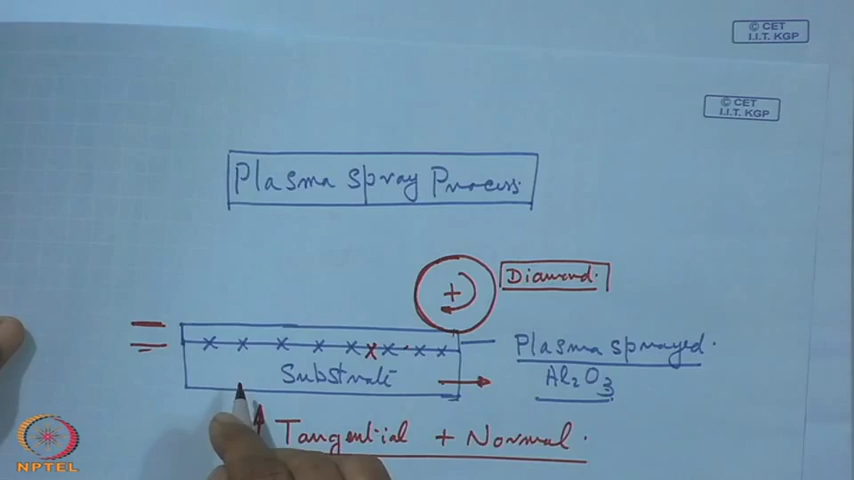 © CET
I.I.T. KGP
© CET
I.I.T. KGP
Plasma Spray Process
Diamond.
Plasma Sprayed.
Al2O3
Substrate
Tangential + Normal.
NPTEL